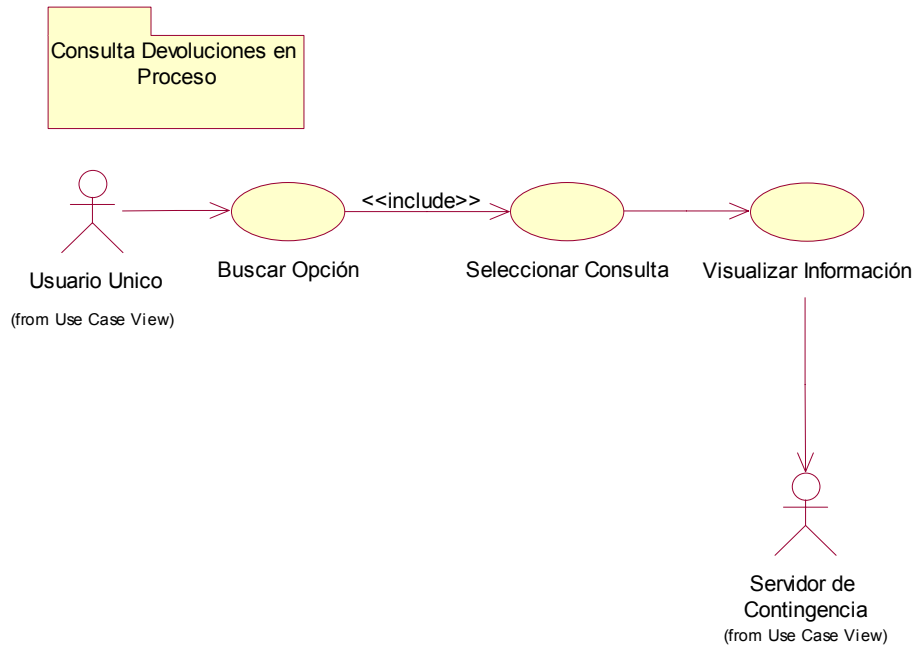 Consulta Devoluciones en
Proceso
<<include>>
Usuario Unico
(from Use Case View)
Buscar Opción
Seleccionar Consulta
Visualizar Información
Servidor de
Contingencia
(from Use Case View)